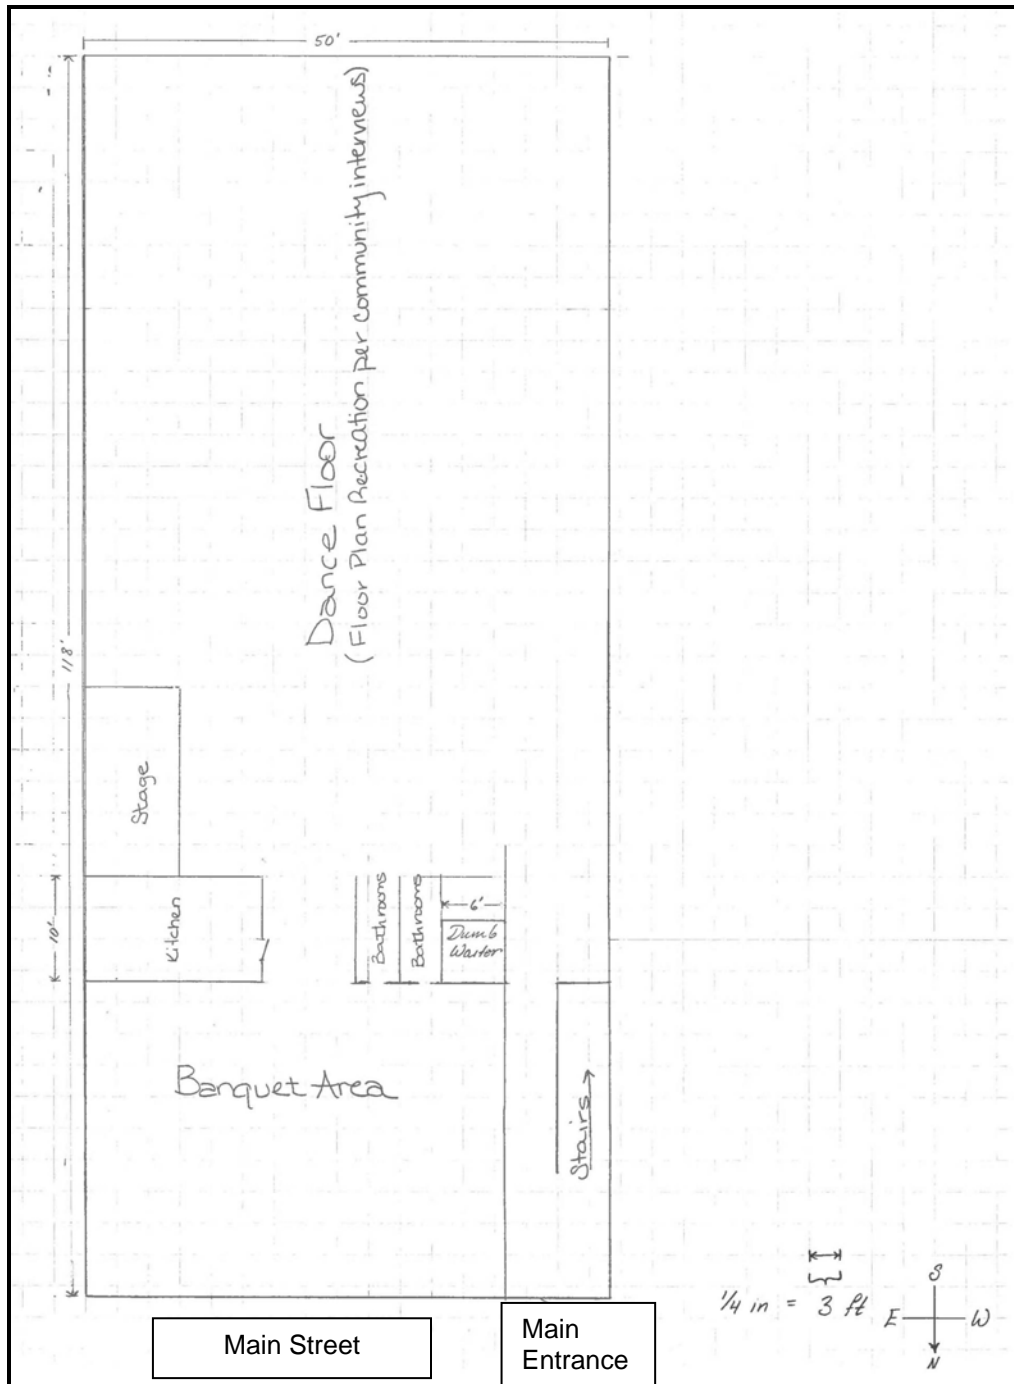 50'
118'
Dance Floor
(Floor Plan Recreation per community interviews)
Stage
10'
Kitchen
Bathrooms
Bathrooms
6'
Dumb
Waiter
Banquet Area
Stairs
1/4 in = 3 ft
S
E
W
N
Main Street
Main
Entrance